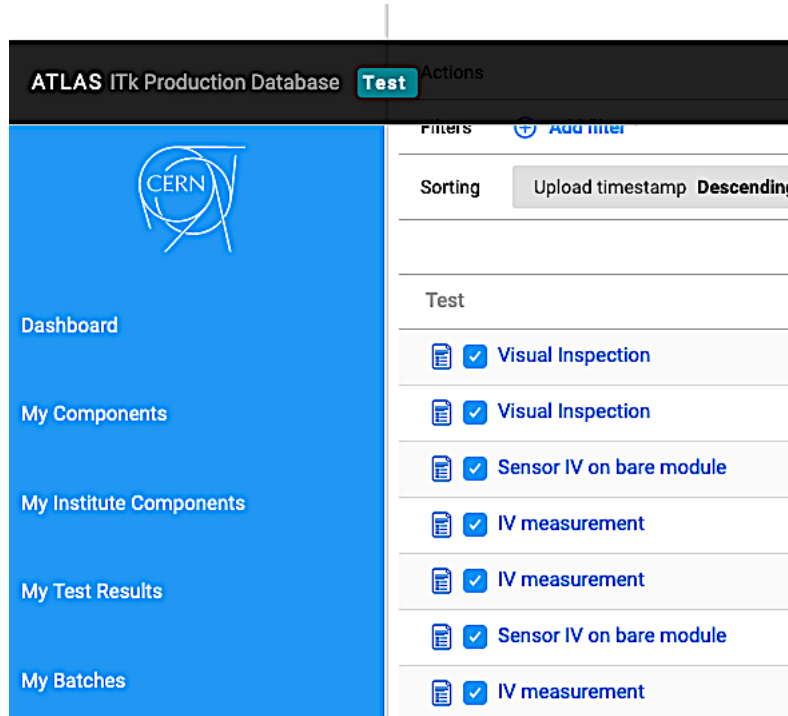 ATLAS ITk Production Database Test
Actions
Filters Add filter
Sorting Upload timestamp Descending
CERN
Dashboard
My Components
My Institute Components
My Test Results
My Batches
Test
Visual Inspection
Visual Inspection
Sensor IV on bare module
IV measurement
IV measurement
Sensor IV on bare module
IV measurement